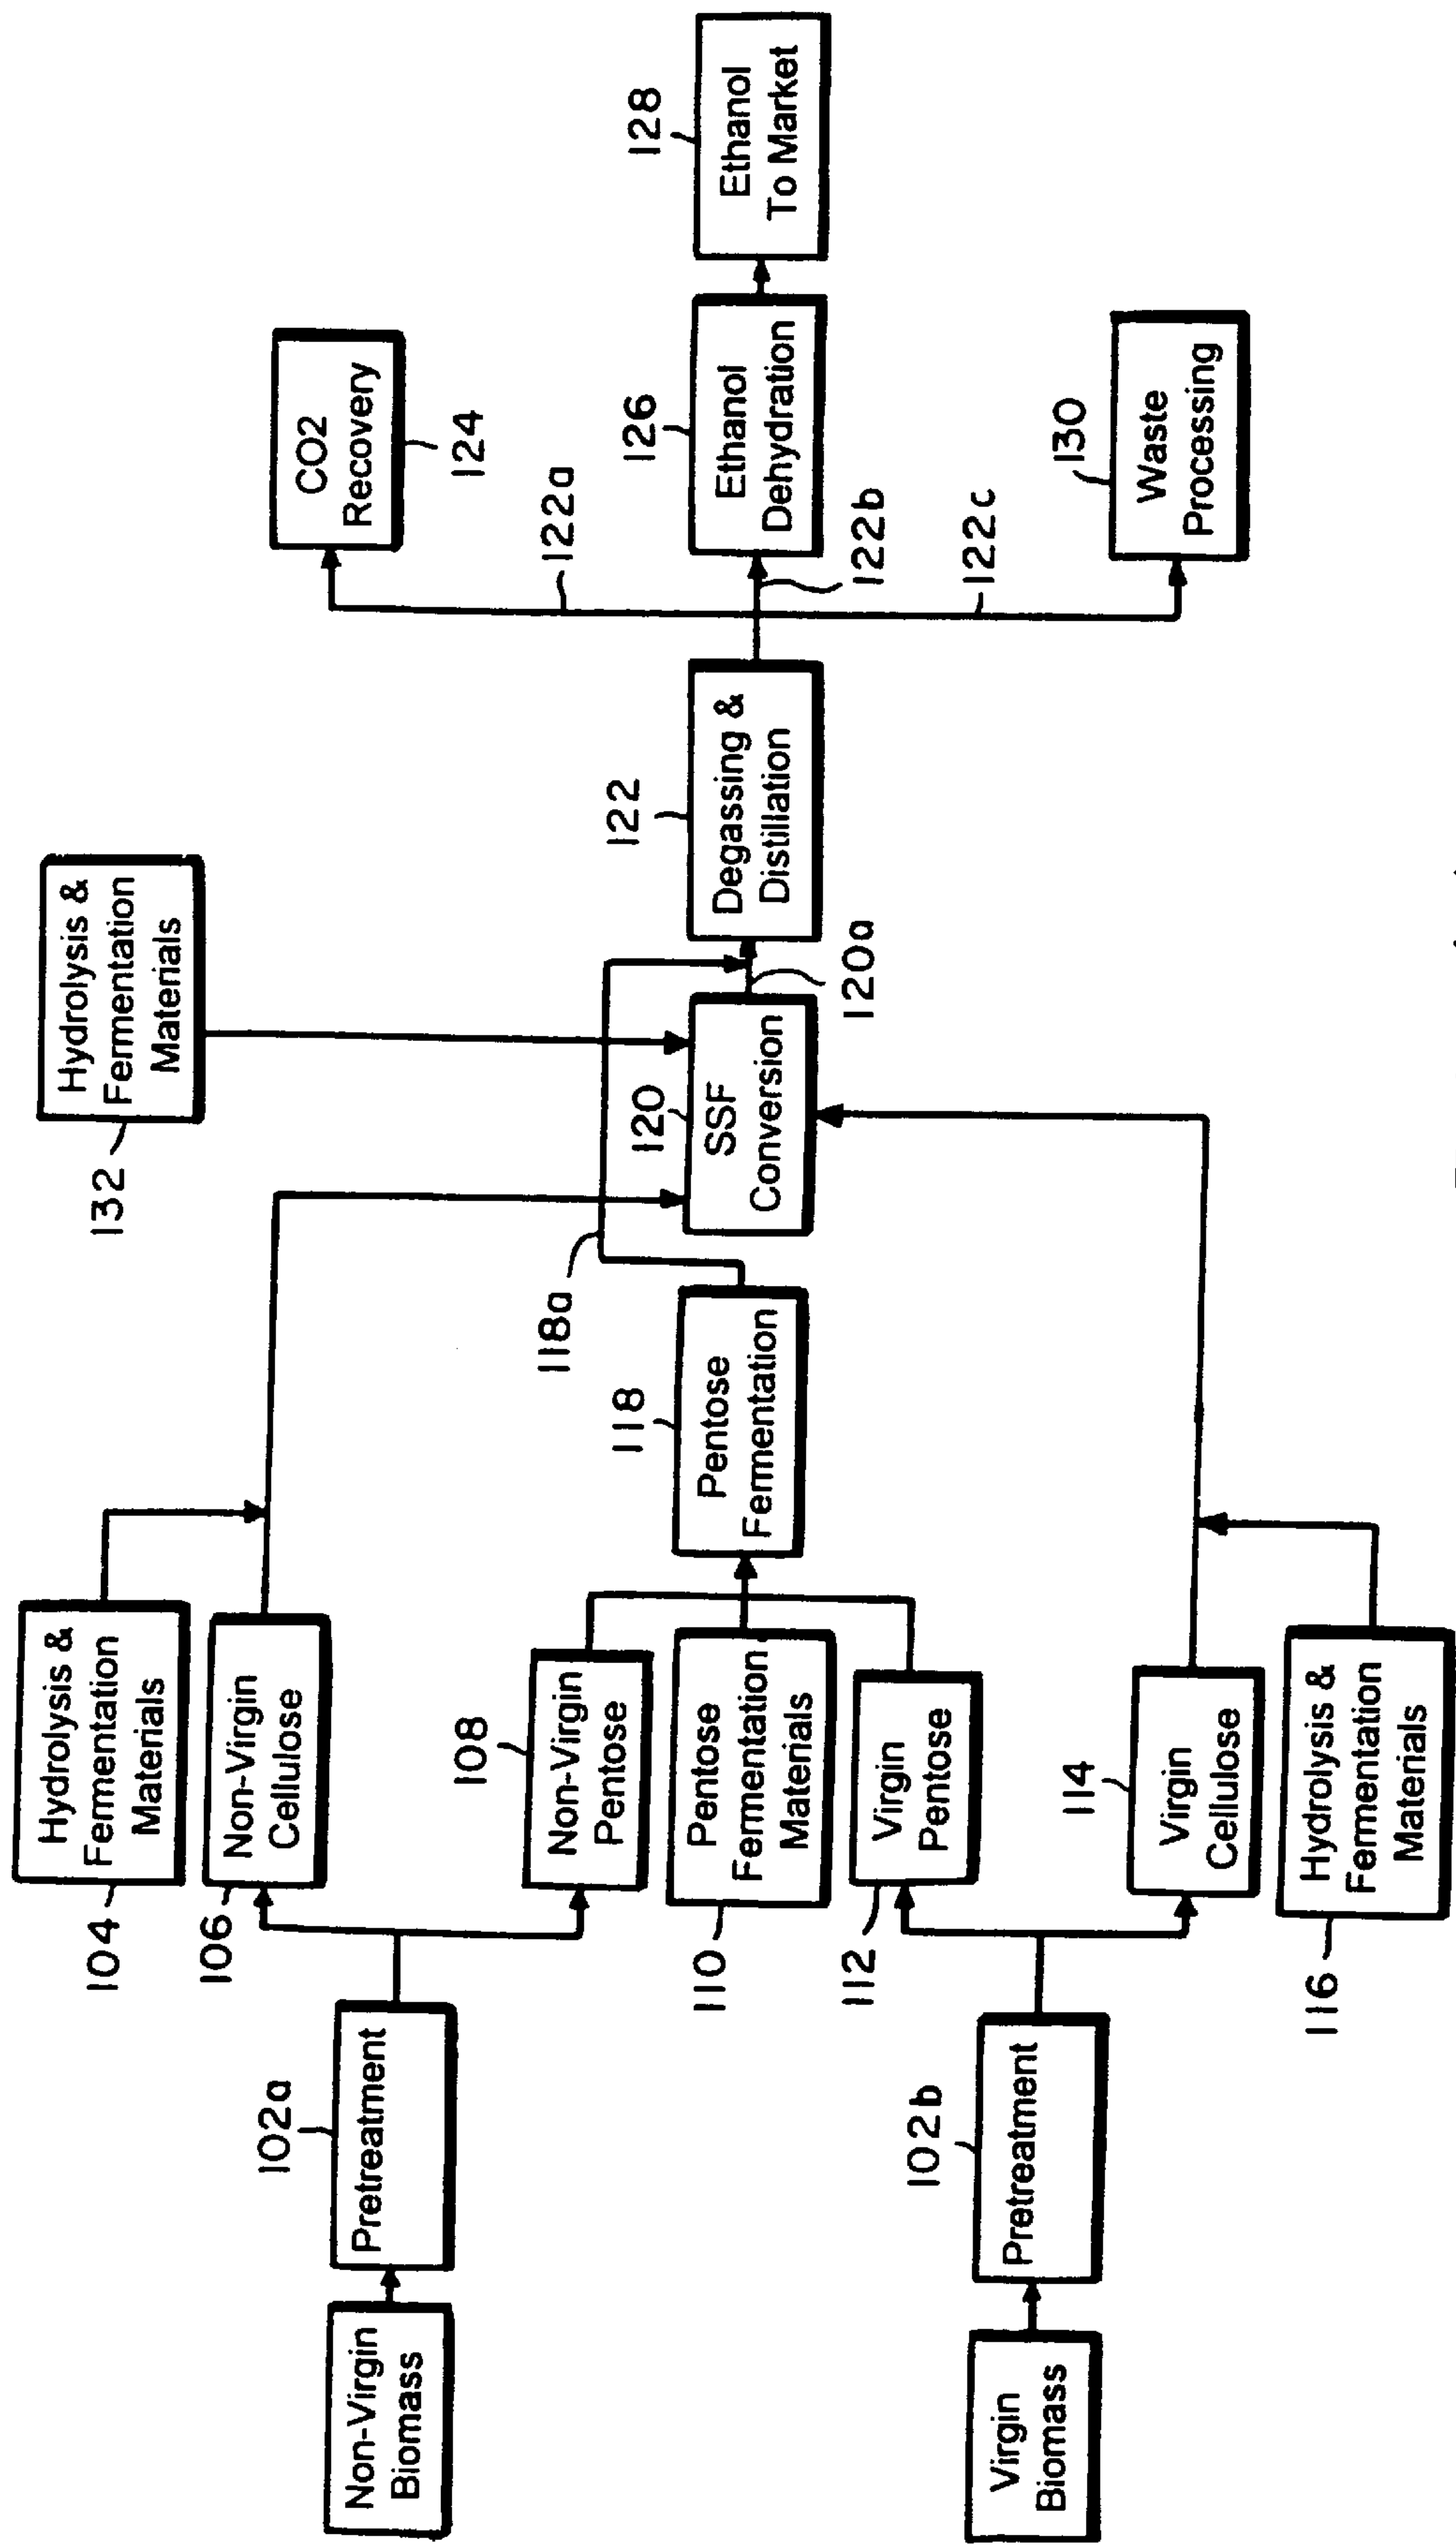 Hydrolysis &
Fermentation
Materials
104
Non-Virgin
Cellulose
106
Hydrolysis &
Fermentation
Materials
132
CO2
Recovery
124
122a
Non-Virgin
Biomass
102a
Pretreatment
108
Non-Virgin
Pentose
110
Pentose
Fermentation
Materials
118
Pentose
Fermentation
118a
120
SSF
Conversion
120a
122
Degassing &
Distillation
122b
126
Ethanol
Dehydration
128
Ethanol
To Market
112
Virgin
Pentose
Virgin
Biomass
102b
Pretreatment
114
Virgin
Cellulose
116
Hydrolysis &
Fermentation
Materials
122c
130
Waste
Processing